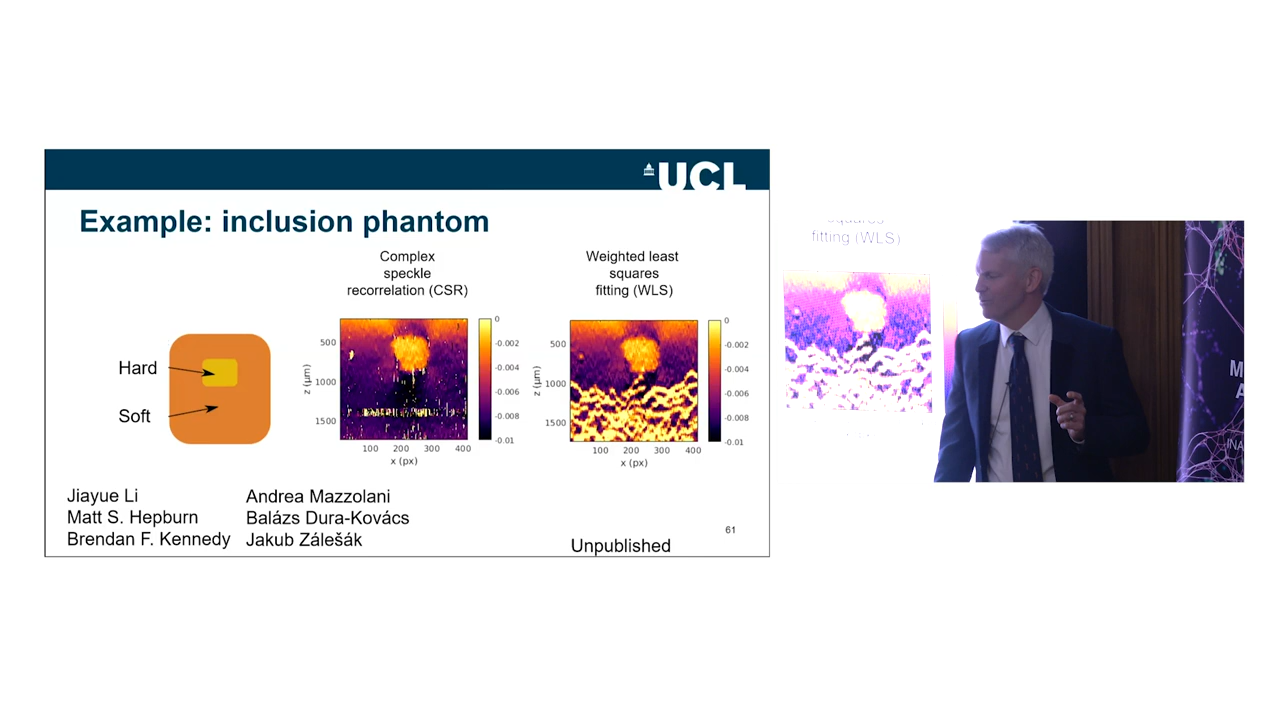 UCL
Example: inclusion phantom
Complex
speckle
recorrelation (CSR)
Weighted least
squares
fitting (WLS)
Hard
Soft
z (µm)
500
1000
1500
100 200 300 400
x (px)
0
-0.002
-0.004
-0.006
-0.008
-0.01
z (µm)
500
1000
1500
100 200 300 400
x (px)
0
-0.002
-0.004
-0.006
-0.008
-0.01
Jiayue Li
Matt S. Hepburn
Brendan F. Kennedy
Andrea Mazzolani
Balázs Dura-Kovács
Jakub Zálešák
61
Unpublished
squares
fitting (WLS)
M
A
INA